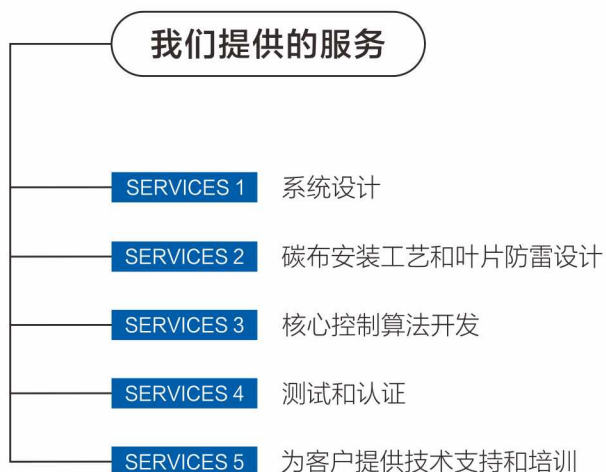 我们提供的服务
SERVICES 1 系统设计
SERVICES 2 碳布安装工艺和叶片防雷设计
SERVICES 3 核心控制算法开发
SERVICES 4 测试和认证
SERVICES 5 为客户提供技术支持和培训